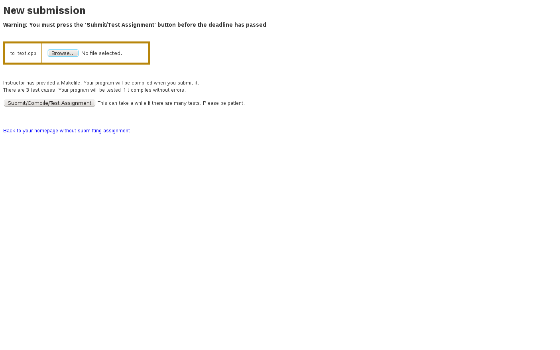 New submission
Warning: You must press the 'Submit/Test Assignment' button before the deadline has passed
to_text.cpp Browse... No file selected.
Instructor has provided a Makefile. Your program will be compiled when you submit it.
There are 9 test cases. Your program will be tested if it compiles without errors.
Submit/Compile/Test Assignment This can take a while if there are many tests. Please be patient.
Back to your homepage without submitting assignment